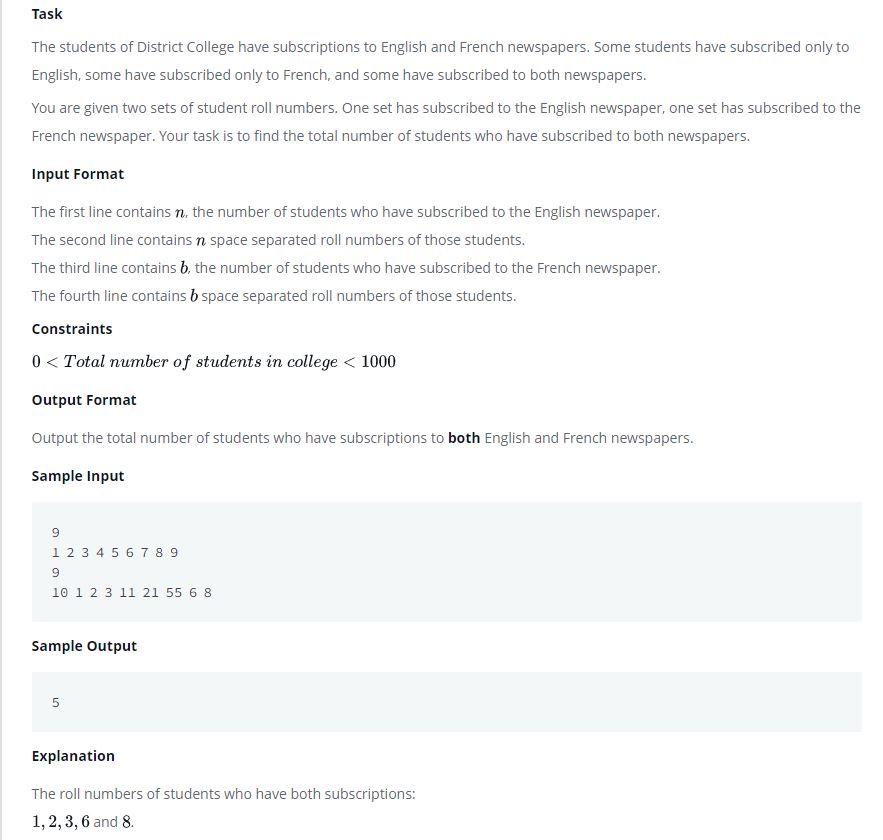 Task
The students of District College have subscriptions to English and French newspapers. Some students have subscribed only to
English, some have subscribed only to French, and some have subscribed to both newspapers.
You are given two sets of student roll numbers. One set has subscribed to the English newspaper, one set has subscribed to the
French newspaper. Your task is to find the total number of students who have subscribed to both newspapers.
Input Format
The first line contains n, the number of students who have subscribed to the English newspaper.
The second line contains n space separated roll numbers of those students.
The third line contains b, the number of students who have subscribed to the French newspaper.
The fourth line contains b space separated roll numbers of those students.
Constraints
0 < Total number of students in college < 1000
Output Format
Output the total number of students who have subscriptions to both English and French newspapers.
Sample Input
9
1 2 3 4 5 6 7 8 9
9
10 1 2 3 11 21 55 6 8
Sample Output
5
Explanation
The roll numbers of students who have both subscriptions:
1, 2, 3, 6 and 8.